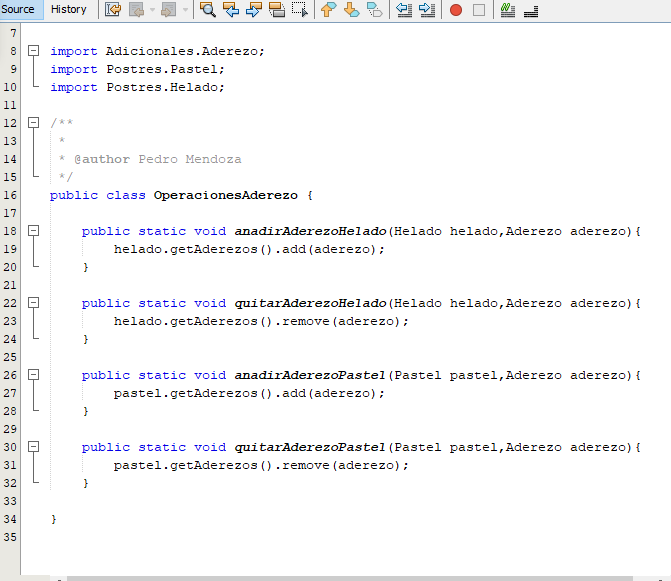 Source History
7
8 import Adicionales.Aderezo;
9 import Postres.Pastel;
10 import Postres.Helado;
11
12 /**
13 *
14 * @author Pedro Mendoza
15 */
16 public class OperacionesAderezo {
17
18 public static void anadirAderezoHelado(Helado helado,Aderezo aderezo){
19 helado.getAderezos().add(aderezo);
20 }
21
22 public static void quitarAderezoHelado(Helado helado,Aderezo aderezo){
23 helado.getAderezos().remove(aderezo);
24 }
25
26 public static void anadirAderezoPastel(Pastel pastel,Aderezo aderezo){
27 pastel.getAderezos().add(aderezo);
28 }
29
30 public static void quitarAderezoPastel(Pastel pastel,Aderezo aderezo){
31 pastel.getAderezos().remove(aderezo);
32 }
33
34 }
35